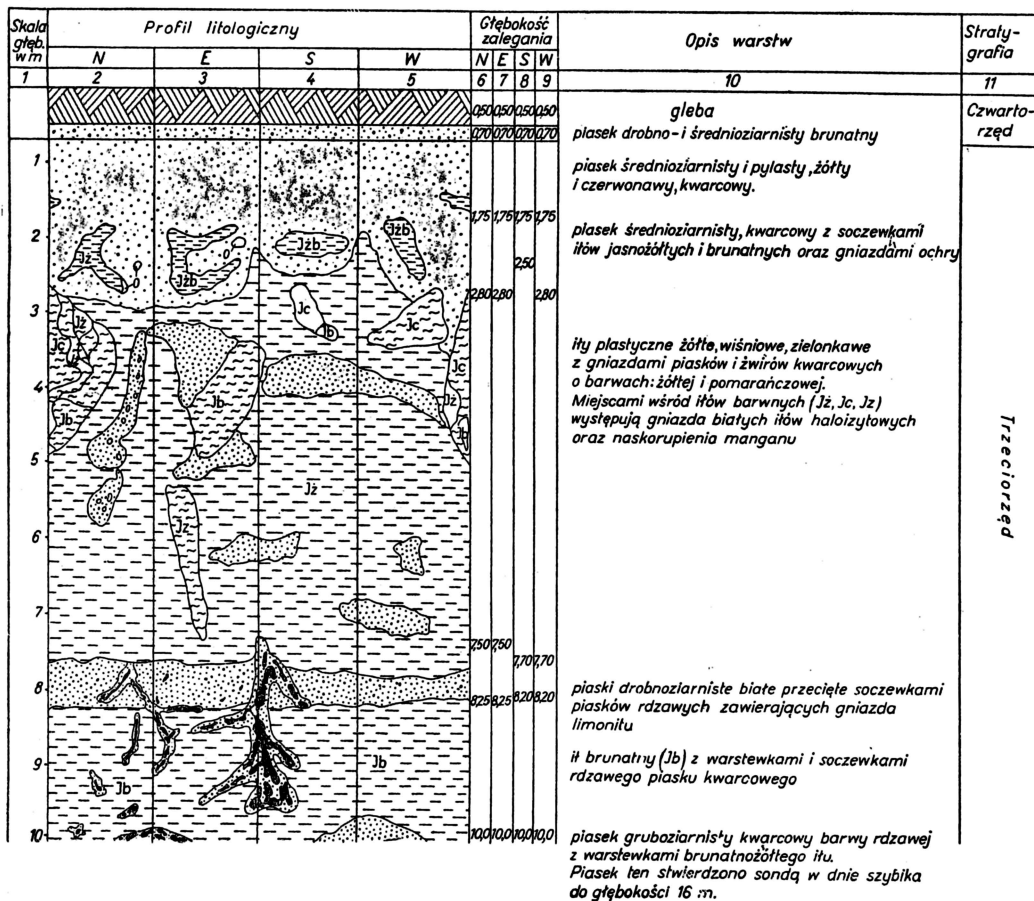 Skala głęb. w m
Profil litologiczny
Głębokość zalegania
Opis warstw
Straty-
grafia
N E S W
N E S W
1 2 3 4 5 6 7 8 9 10 11
0,50 0,50 0,50 0,50
gleba
Czwarto-
rzęd
0,70 0,70 0,70 0,70
piasek drobno- i średnioziarnisty brunatny
1
piasek średnioziarnisty i pylasty, żółty
i czerwonawy, kwarcowy.
1,75 1,75 1,75 1,75
2
Jż Jżb Jżb Jżb
piasek średnioziarnisty, kwarcowy z soczewkami
iłów jasnożółtych i brunatnych oraz gniazdami ochry
2,50
2,80 2,80 2,80
3
Jż Jc Jb Jc
Jc Jc
iły plastyczne żółte, wiśniowe, zielonkawe
z gniazdami piasków i żwirów kwarcowych
o barwach: żółtej i pomarańczowej.
Miejscami wśród iłów barwnych (Jż, Jc, Jz)
występują gniazda białych iłów haloizytowych
oraz naskorupienia manganu
4
Jb Jb Jż Jb
5
Jż
Jz
6
7
Trzeciorzęd
7,50 7,50
7,70 7,70
8
8,25 8,25 8,20 8,20
piaski drobnoziarniste białe przecięte soczewkami
piasków rdzawych zawierających gniazda
limonitu
9
Jb Jb
ił brunatny (Jb) z warstewkami i soczewkami
rdzawego piasku kwarcowego
10
10,0 10,0 10,0 10,0
piasek gruboziarnisty kwarcowy barwy rdzawej
z warstewkami brunatnożółtego iłu.
Piasek ten stwierdzono sondą w dnie szybika
do głębokości 16 m.